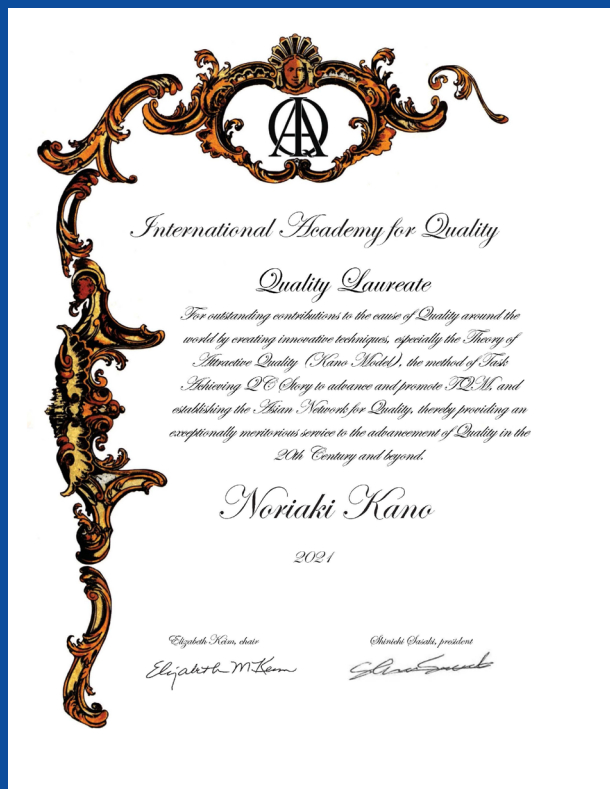 IAQ
International Academy for Quality
Quality Laureate
For outstanding contributions to the cause of Quality around the
world by creating innovative techniques, especially the Theory of
Attractive Quality (Kano Model), the method of Task
Achieving QC Story to advance and promote TQM, and
establishing the Asian Network for Quality, thereby providing an
exceptionally meritorious service to the advancement of Quality in the
20th Century and beyond.
Noriaki Kano
2021
Elizabeth Keim, chair
Shinichi Sasaki, president
Elizabeth M Keim